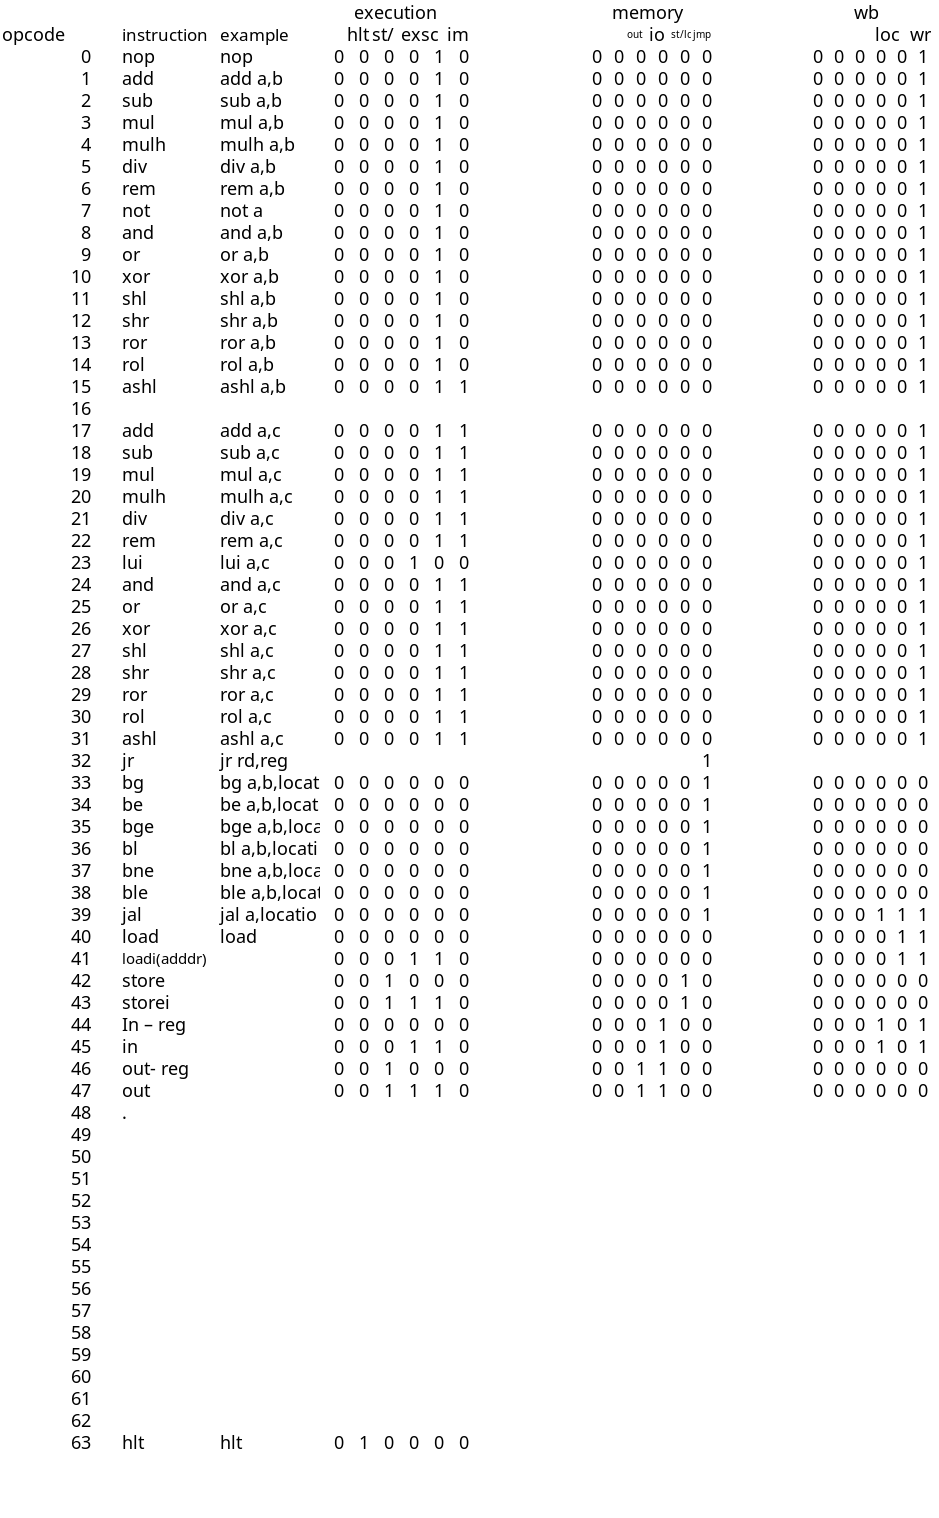 execution memory wb
opcode instruction example hlt st/ exsc im out io st/lcjmp loc wr
0 nop nop 0 0 0 0 1 0 0 0 0 0 0 0 0 0 0 0 0 1
1 add add a,b 0 0 0 0 1 0 0 0 0 0 0 0 0 0 0 0 0 1
2 sub sub a,b 0 0 0 0 1 0 0 0 0 0 0 0 0 0 0 0 0 1
3 mul mul a,b 0 0 0 0 1 0 0 0 0 0 0 0 0 0 0 0 0 1
4 mulh mulh a,b 0 0 0 0 1 0 0 0 0 0 0 0 0 0 0 0 0 1
5 div div a,b 0 0 0 0 1 0 0 0 0 0 0 0 0 0 0 0 0 1
6 rem rem a,b 0 0 0 0 1 0 0 0 0 0 0 0 0 0 0 0 0 1
7 not not a 0 0 0 0 1 0 0 0 0 0 0 0 0 0 0 0 0 1
8 and and a,b 0 0 0 0 1 0 0 0 0 0 0 0 0 0 0 0 0 1
9 or or a,b 0 0 0 0 1 0 0 0 0 0 0 0 0 0 0 0 0 1
10 xor xor a,b 0 0 0 0 1 0 0 0 0 0 0 0 0 0 0 0 0 1
11 shl shl a,b 0 0 0 0 1 0 0 0 0 0 0 0 0 0 0 0 0 1
12 shr shr a,b 0 0 0 0 1 0 0 0 0 0 0 0 0 0 0 0 0 1
13 ror ror a,b 0 0 0 0 1 0 0 0 0 0 0 0 0 0 0 0 0 1
14 rol rol a,b 0 0 0 0 1 0 0 0 0 0 0 0 0 0 0 0 0 1
15 ashl ashl a,b 0 0 0 0 1 1 0 0 0 0 0 0 0 0 0 0 0 1
16
17 add add a,c 0 0 0 0 1 1 0 0 0 0 0 0 0 0 0 0 0 1
18 sub sub a,c 0 0 0 0 1 1 0 0 0 0 0 0 0 0 0 0 0 1
19 mul mul a,c 0 0 0 0 1 1 0 0 0 0 0 0 0 0 0 0 0 1
20 mulh mulh a,c 0 0 0 0 1 1 0 0 0 0 0 0 0 0 0 0 0 1
21 div div a,c 0 0 0 0 1 1 0 0 0 0 0 0 0 0 0 0 0 1
22 rem rem a,c 0 0 0 0 1 1 0 0 0 0 0 0 0 0 0 0 0 1
23 lui lui a,c 0 0 0 1 0 0 0 0 0 0 0 0 0 0 0 0 0 1
24 and and a,c 0 0 0 0 1 1 0 0 0 0 0 0 0 0 0 0 0 1
25 or or a,c 0 0 0 0 1 1 0 0 0 0 0 0 0 0 0 0 0 1
26 xor xor a,c 0 0 0 0 1 1 0 0 0 0 0 0 0 0 0 0 0 1
27 shl shl a,c 0 0 0 0 1 1 0 0 0 0 0 0 0 0 0 0 0 1
28 shr shr a,c 0 0 0 0 1 1 0 0 0 0 0 0 0 0 0 0 0 1
29 ror ror a,c 0 0 0 0 1 1 0 0 0 0 0 0 0 0 0 0 0 1
30 rol rol a,c 0 0 0 0 1 1 0 0 0 0 0 0 0 0 0 0 0 1
31 ashl ashl a,c 0 0 0 0 1 1 0 0 0 0 0 0 0 0 0 0 0 1
32 jr jr rd,reg 1
33 bg bg a,b,locat 0 0 0 0 0 0 0 0 0 0 0 1 0 0 0 0 0 0
34 be be a,b,locat 0 0 0 0 0 0 0 0 0 0 0 1 0 0 0 0 0 0
35 bge bge a,b,loca 0 0 0 0 0 0 0 0 0 0 0 1 0 0 0 0 0 0
36 bl bl a,b,locati 0 0 0 0 0 0 0 0 0 0 0 1 0 0 0 0 0 0
37 bne bne a,b,loca 0 0 0 0 0 0 0 0 0 0 0 1 0 0 0 0 0 0
38 ble ble a,b,locat 0 0 0 0 0 0 0 0 0 0 0 1 0 0 0 0 0 0
39 jal jal a,locatio 0 0 0 0 0 0 0 0 0 0 0 1 0 0 0 1 1 1
40 load load 0 0 0 0 0 0 0 0 0 0 0 0 0 0 0 0 1 1
41 loadi(adddr) 0 0 0 1 1 0 0 0 0 0 0 0 0 0 0 0 1 1
42 store 0 0 1 0 0 0 0 0 0 0 1 0 0 0 0 0 0 0
43 storei 0 0 1 1 1 0 0 0 0 0 1 0 0 0 0 0 0 0
44 In – reg 0 0 0 0 0 0 0 0 0 1 0 0 0 0 0 1 0 1
45 in 0 0 0 1 1 0 0 0 0 1 0 0 0 0 0 1 0 1
46 out- reg 0 0 1 0 0 0 0 0 1 1 0 0 0 0 0 0 0 0
47 out 0 0 1 1 1 0 0 0 1 1 0 0 0 0 0 0 0 0
48 .
49
50
51
52
53
54
55
56
57
58
59
60
61
62
63 hlt hlt 0 1 0 0 0 0